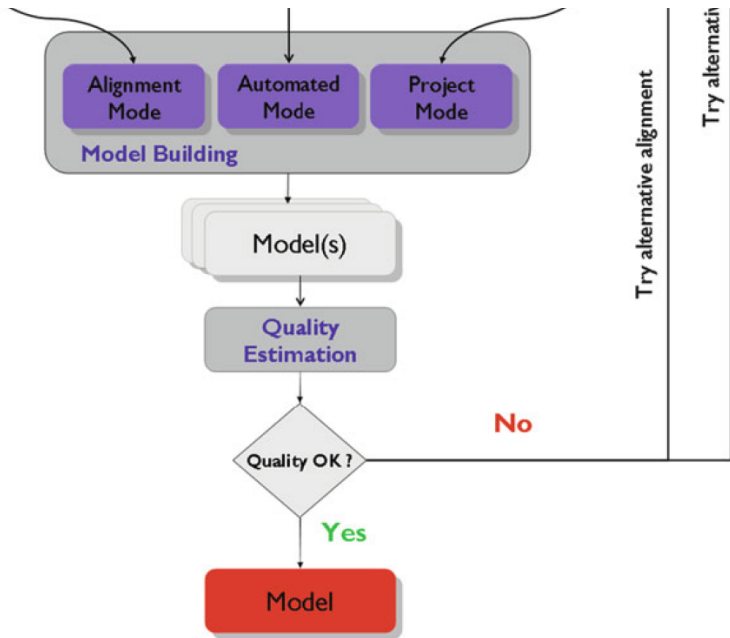 Alignment
Mode
Automated
Mode
Project
Mode
Model Building
Model(s)
Quality
Estimation
Quality OK ?
No
Yes
Model
Try alternative alignment
Try